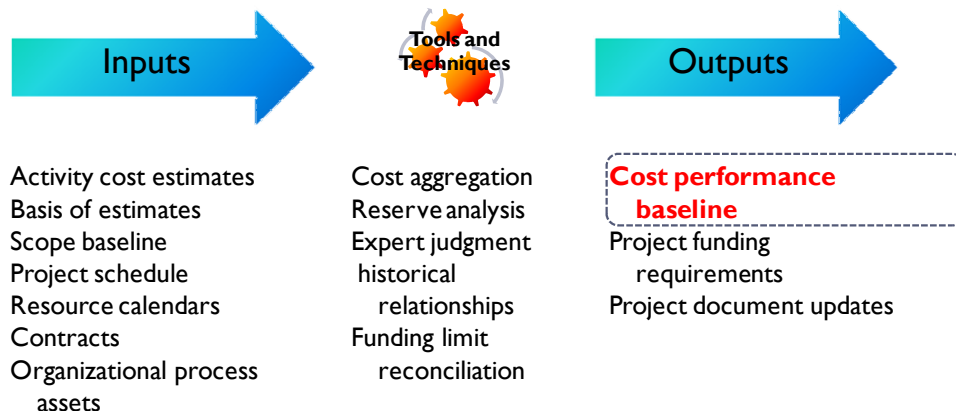 Inputs
Tools and
Techniques
Outputs
Activity cost estimates
Basis of estimates
Scope baseline
Project schedule
Resource calendars
Contracts
Organizational process
assets
Cost aggregation
Reserve analysis
Expert judgment
historical
relationships
Funding limit
reconciliation
Cost performance
baseline
Project funding
requirements
Project document updates